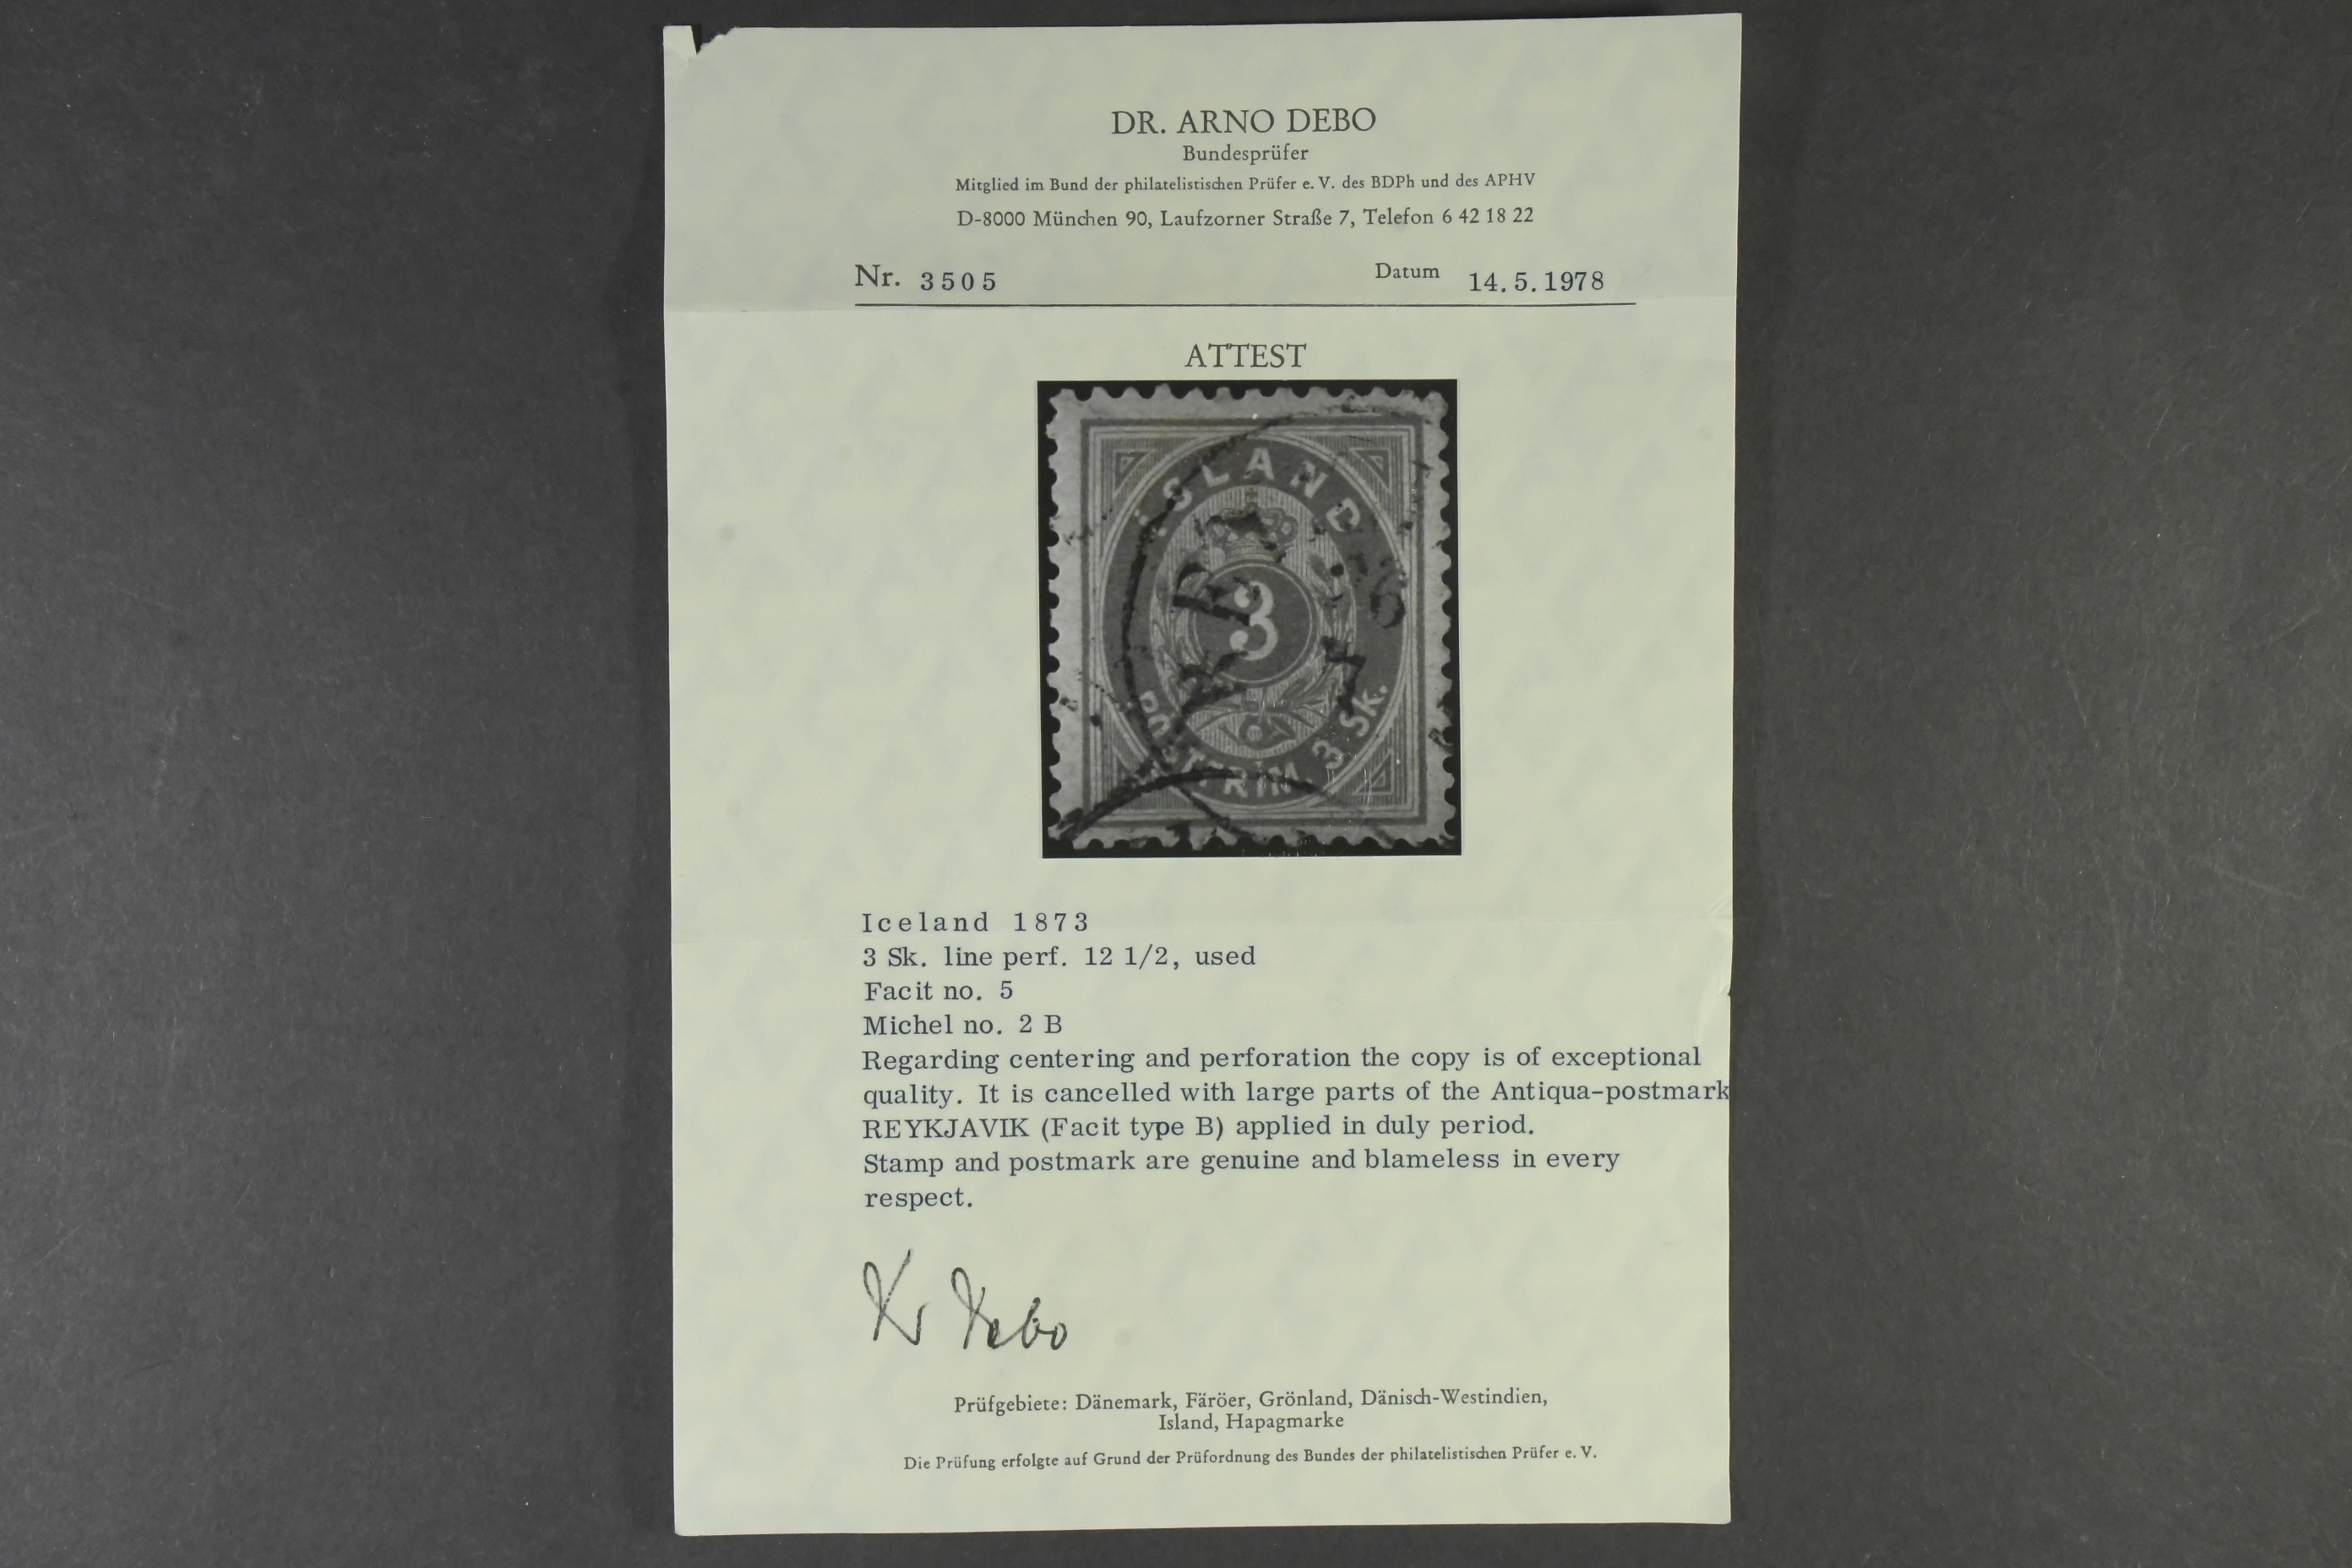 DR. ARNO DEBO
Bundesprüfer
Mitglied im Bund der philatelistischen Prüfer e. V. des BDPh und des APHV
D-8000 München 90, Laufzorner Straße 7, Telefon 6 42 18 22
Nr. 3505 Datum 14.5.1978
ATTEST
ÍSLAND
3
PÓSTFRÍM. 3 SK.
Iceland 1873
3 Sk. line perf. 12 1/2, used
Facit no. 5
Michel no. 2 B
Regarding centering and perforation the copy is of exceptional
quality. It is cancelled with large parts of the Antiqua-postmark
REYKJAVIK (Facit type B) applied in duly period.
Stamp and postmark are genuine and blameless in every
respect.
Dr Debo
Prüfgebiete: Dänemark, Färöer, Grönland, Dänisch-Westindien,
Island, Hapagmarke
Die Prüfung erfolgte auf Grund der Prüfordnung des Bundes der philatelistischen Prüfer e. V.